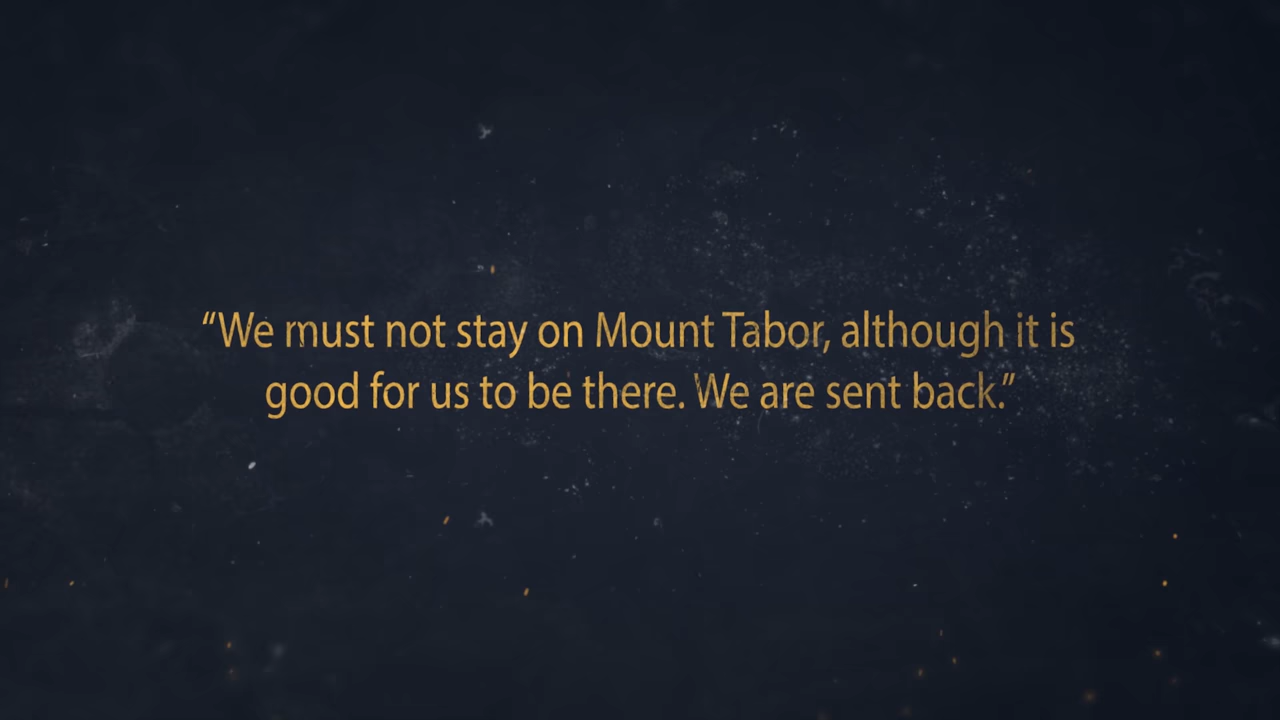 “We must not stay on Mount Tabor, although it is
good for us to be there. We are sent back.”